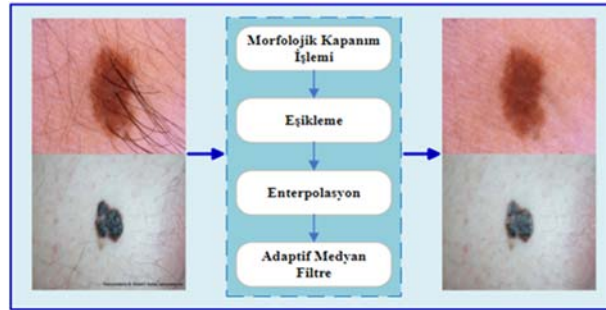 Morfolojik Kapanım
İşlemi
Eşikleme
Enterpolasyon
Adaptif Medyan
Filtre